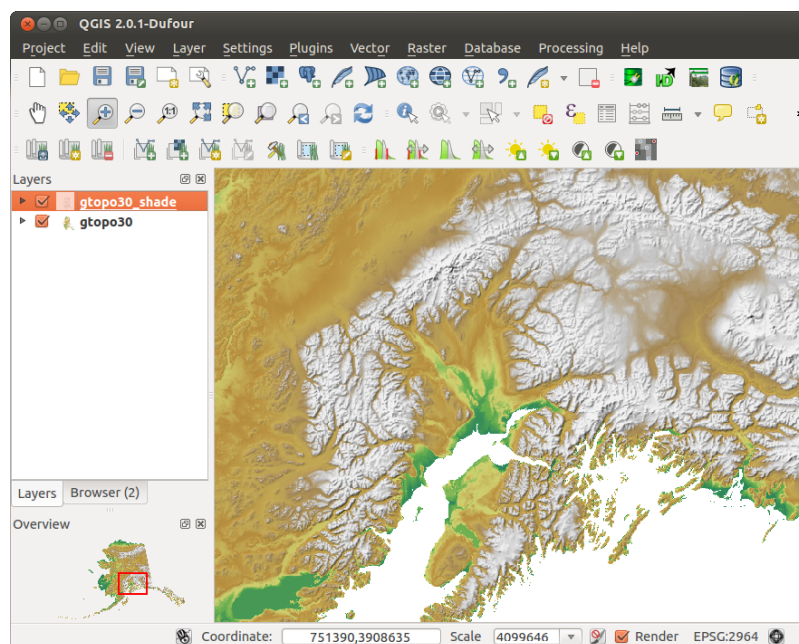 QGIS 2.0.1-Dufour
Project Edit View Layer Settings Plugins Vector Raster Database Processing Help
Layers
gtopo30_shade
gtopo30
Layers Browser (2)
Overview
Coordinate: 751390,3908635 Scale 4099646 Render EPSG:2964